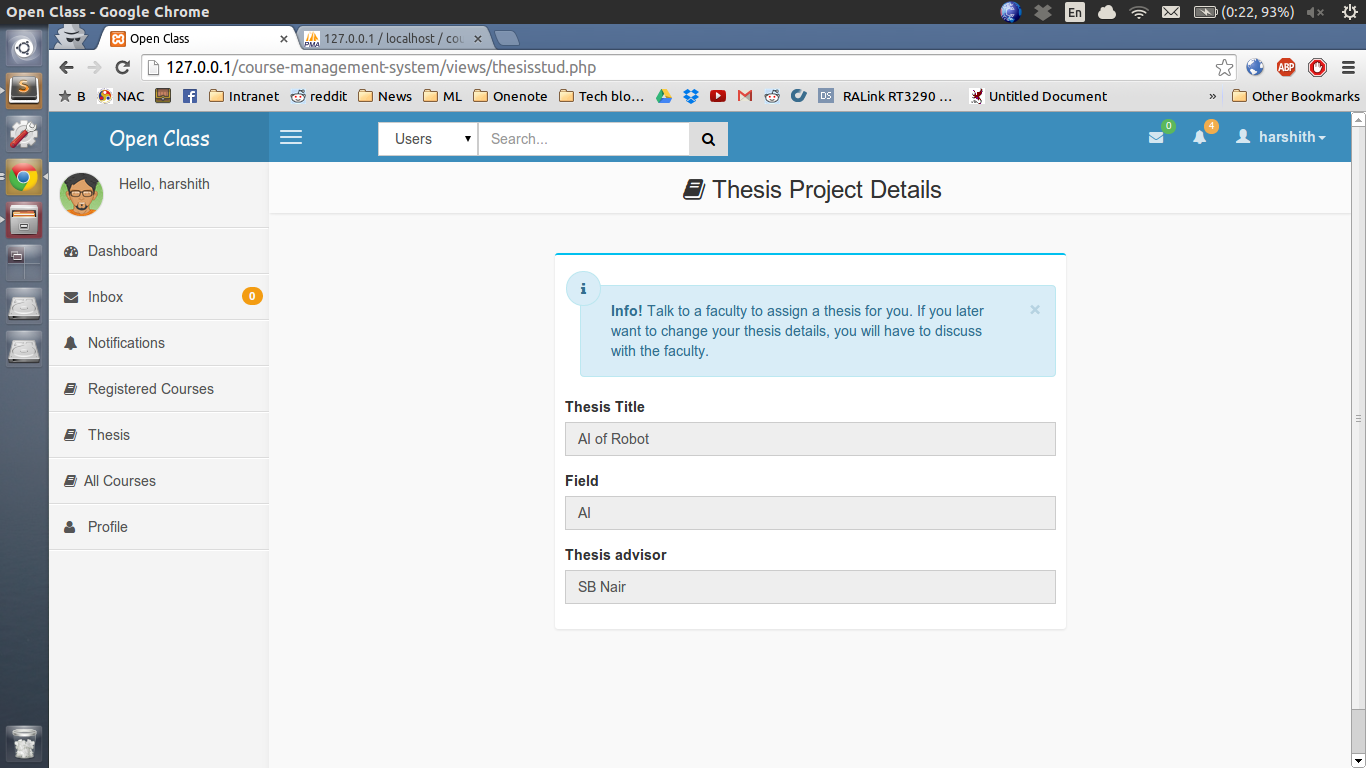 Open Class - Google Chrome
En
(0:22, 93%)
Open Class
127.0.0.1 / localhost / cou
127.0.0.1/course-management-system/views/thesisstud.php
ABP
B
NAC
Intranet
reddit
News
ML
Onenote
Tech blo...
DS
RALink RT3290 ...
Untitled Document
»
Other Bookmarks
Open Class
Users
Search...
0
4
harshith
Hello, harshith
Thesis Project Details
Dashboard
Inbox
0
Notifications
Registered Courses
Thesis
All Courses
Profile
Info! Talk to a faculty to assign a thesis for you. If you later
want to change your thesis details, you will have to discuss
with the faculty.
×
Thesis Title
AI of Robot
Field
AI
Thesis advisor
SB Nair